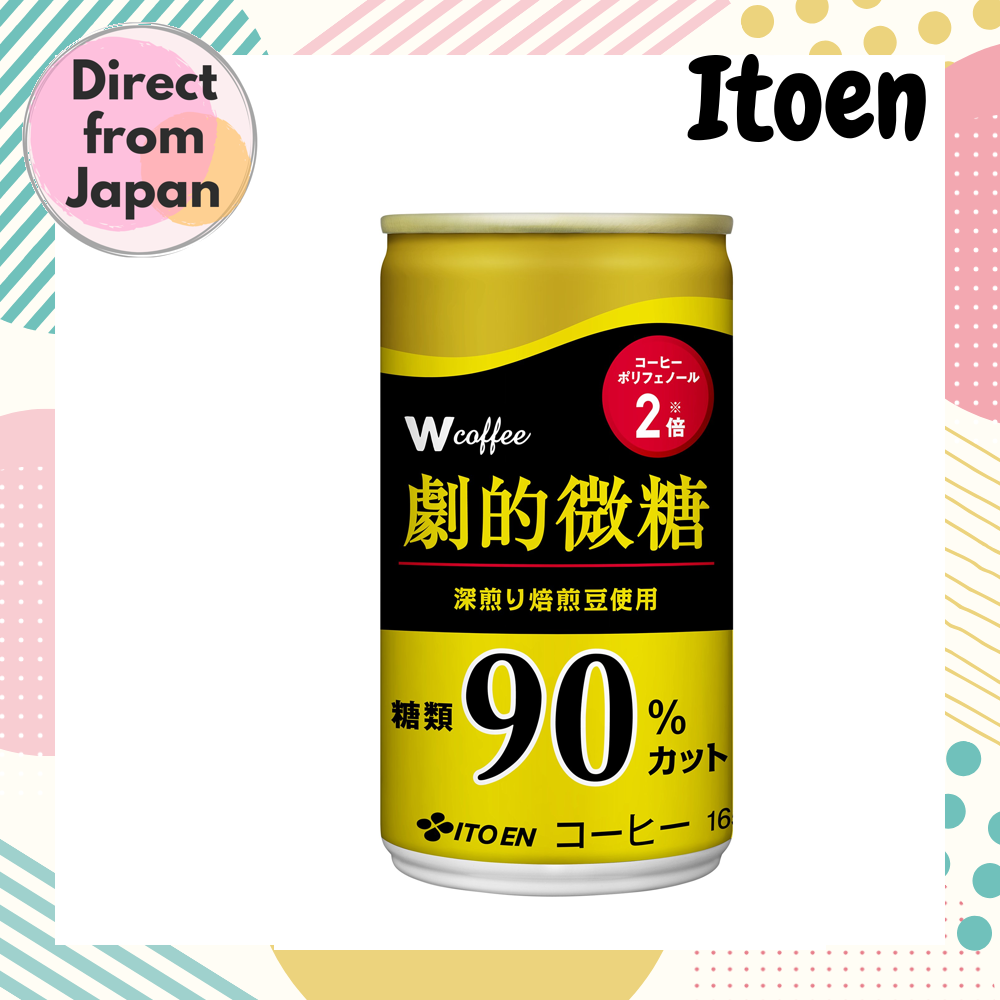 Direct
from
Japan
Itoen
コーヒー
ポリフェノール
2※倍
W coffee
劇的微糖
深煎り焙煎豆使用
糖類 90%
カット
ITO EN コーヒー